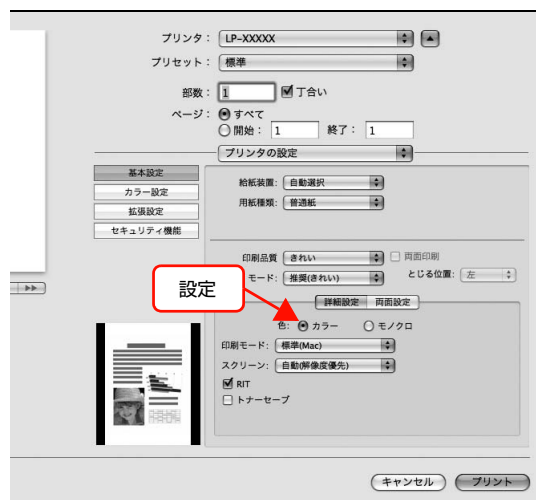 プリンタ： LP-XXXXX
プリセット： 標準
部数： 1 丁合い
ページ： すべて
開始： 1 終了： 1
プリンタの設定
基本設定
カラー設定
拡張設定
セキュリティ機能
給紙装置： 自動選択
用紙種類： 普通紙
印刷品質 きれい 両面印刷
モード： 推奨(きれい) とじる位置： 左
設定
詳細設定 両面設定
色： カラー モノクロ
印刷モード： 標準(Mac)
スクリーン： 自動(解像度優先)
RIT
トナーセーブ
キャンセル プリント